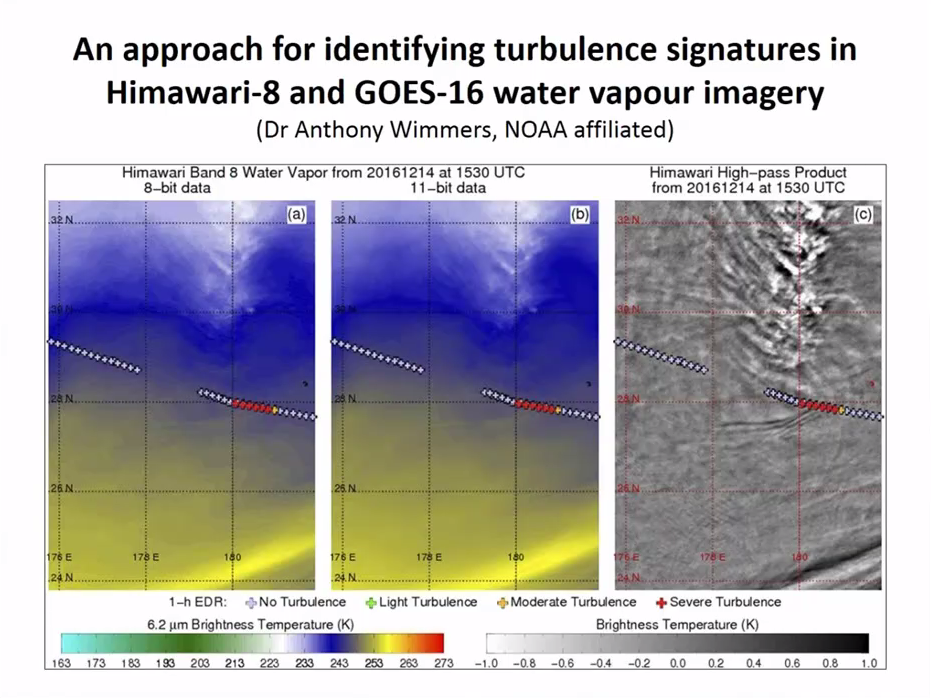 An approach for identifying turbulence signatures in
Himawari-8 and GOES-16 water vapour imagery
(Dr Anthony Wimmers, NOAA affiliated)
Himawari Band 8 Water Vapor from 20161214 at 1530 UTC
8-bit data
11-bit data
Himawari High-pass Product
from 20161214 at 1530 UTC
(a)
32 N
30 N
28 N
26 N
24 N
176 E
178 E
180
(b)
32 N
30 N
28 N
26 N
24 N
176 E
178 E
180
(c)
32 N
30 N
28 N
26 N
24 N
176 E
178 E
180
1-h EDR: No Turbulence Light Turbulence Moderate Turbulence Severe Turbulence
6.2 µm Brightness Temperature (K)
163 173 183 193 203 213 223 233 243 253 263 273
Brightness Temperature (K)
-1.0 -0.8 -0.6 -0.4 -0.2 0.0 0.2 0.4 0.6 0.8 1.0